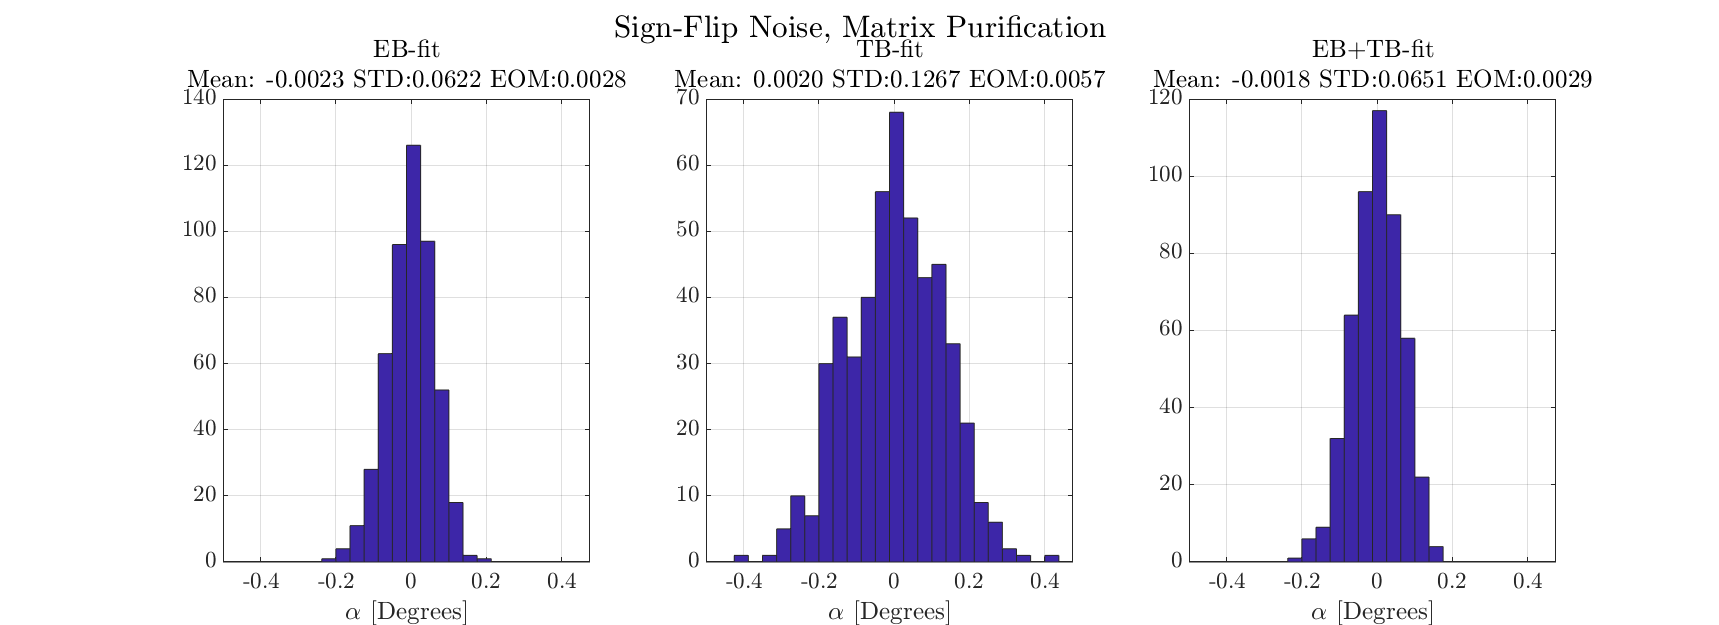 Sign-Flip Noise, Matrix Purification
EB-fit
Mean: -0.0023 STD:0.0622 EOM:0.0028
140
120
100
80
60
40
20
0
-0.4 -0.2 0 0.2 0.4
α [Degrees]
TB-fit
Mean: 0.0020 STD:0.1267 EOM:0.0057
70
60
50
40
30
20
10
0
-0.4 -0.2 0 0.2 0.4
α [Degrees]
EB+TB-fit
Mean: -0.0018 STD:0.0651 EOM:0.0029
120
100
80
60
40
20
0
-0.4 -0.2 0 0.2 0.4
α [Degrees]